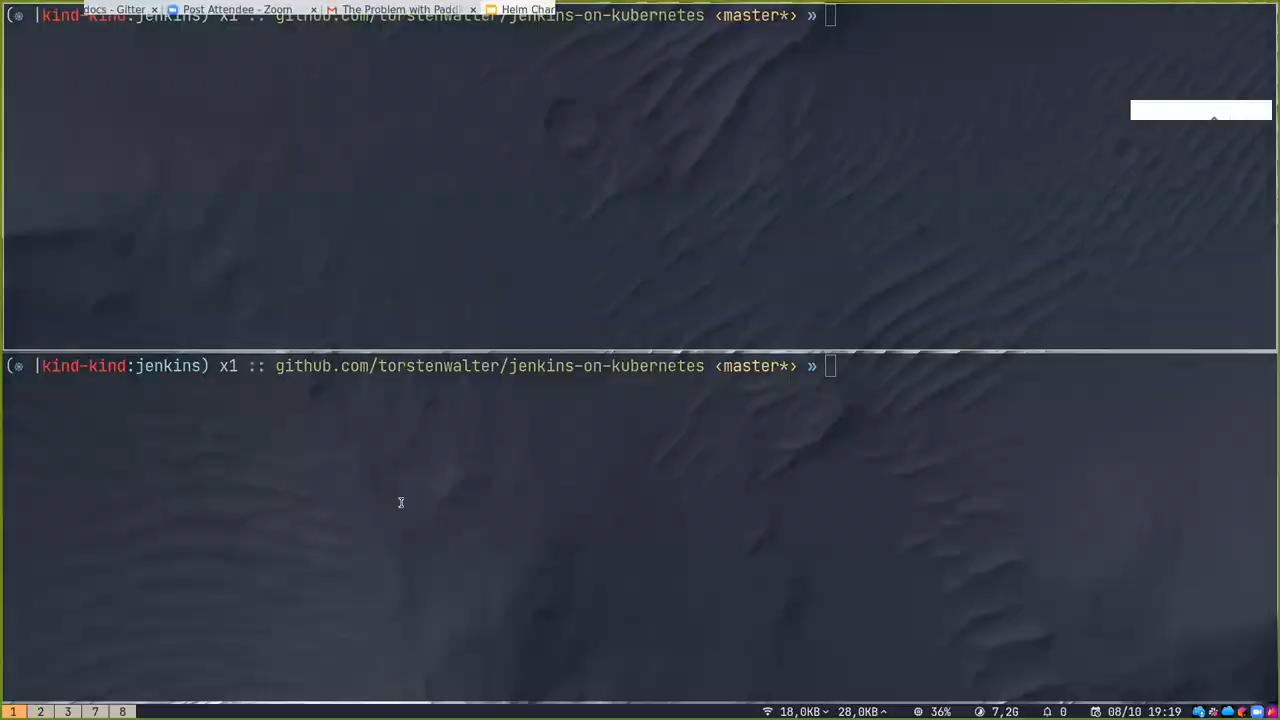 docs - Gitter × Post Attendee - Zoom × The Problem with Padd × Helm Char
(⎈ |kind-kind:jenkins) x1 :: github.com/torstenwalter/jenkins-on-kubernetes ‹master*› »
(⎈ |kind-kind:jenkins) x1 :: github.com/torstenwalter/jenkins-on-kubernetes ‹master*› »
1 2 3 7 8 18,0KB 28,0KB 36% 7,2G 0 08/10 19:19